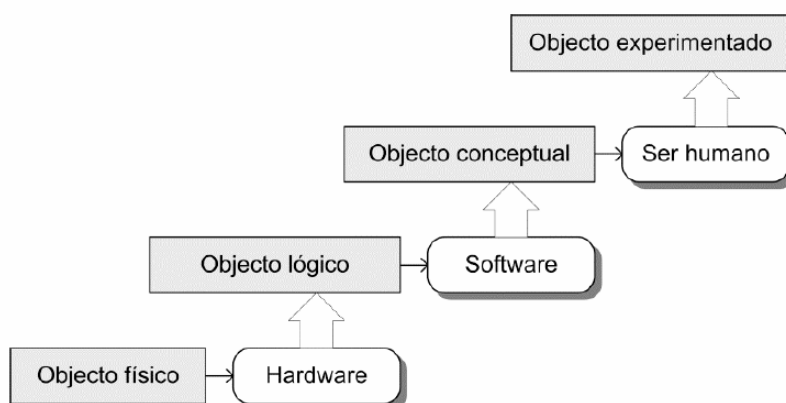 Objecto experimentado
Objecto conceptual
Ser humano
Objecto lógico
Software
Objecto físico
Hardware